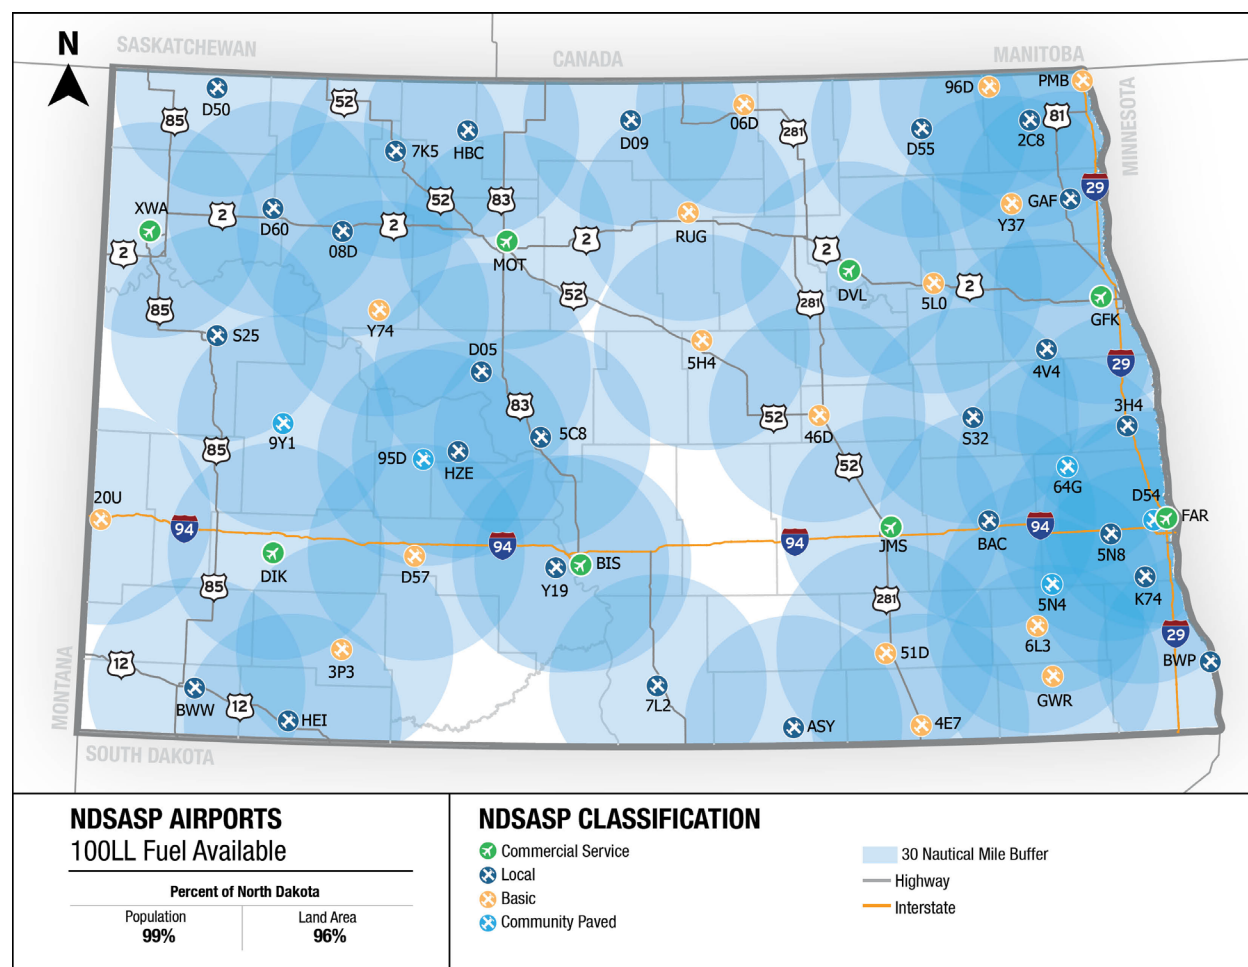 N
SASKATCHEWAN
CANADA
MANITOBA
MINNESOTA
MONTANA
SOUTH DAKOTA
96D
PMB
D50
52
06D
85
D09
281
D55
2C8
81
7K5
HBC
29
XWA
2
D60
08D
2
52
83
MOT
2
RUG
2
Y37
GAF
2
DVL
5L0
2
GFK
85
S25
Y74
52
281
5H4
4V4
29
D05
83
5C8
52
46D
S32
3H4
9Y1
85
95D
HZE
52
64G
D54
20U
94
DIK
94
D57
Y19
BIS
94
JMS
BAC
94
5N8
FAR
85
281
5N4
K74
12
3P3
51D
6L3
29
BWP
BWW
12
HEI
7L2
ASY
4E7
GWR
NDSASP AIRPORTS
100LL Fuel Available
Percent of North Dakota
Population Land Area
99% 96%
NDSASP CLASSIFICATION
Commercial Service
Local
Basic
Community Paved
30 Nautical Mile Buffer
Highway
Interstate